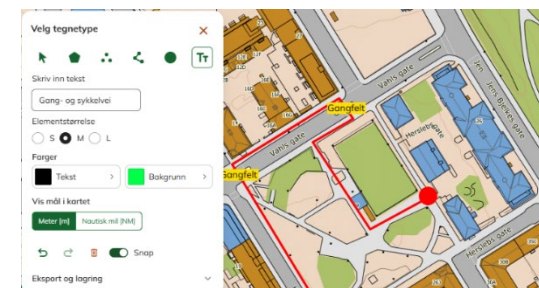 Velg tegnetype
Tт
Skriv inn tekst
Gang- og sykkelvei
Elementstørrelse
S M L
Farger
Tekst
Bakgrunn
Vis mål i kartet
Meter [m] Nautisk mil [NM]
Snap
Eksport og lagring
Vahls gate
Gangfelt
Vahls gate
Gangfelt
Herslebs gate
Jens Bjelkes gate
Jen
Herslebs gate